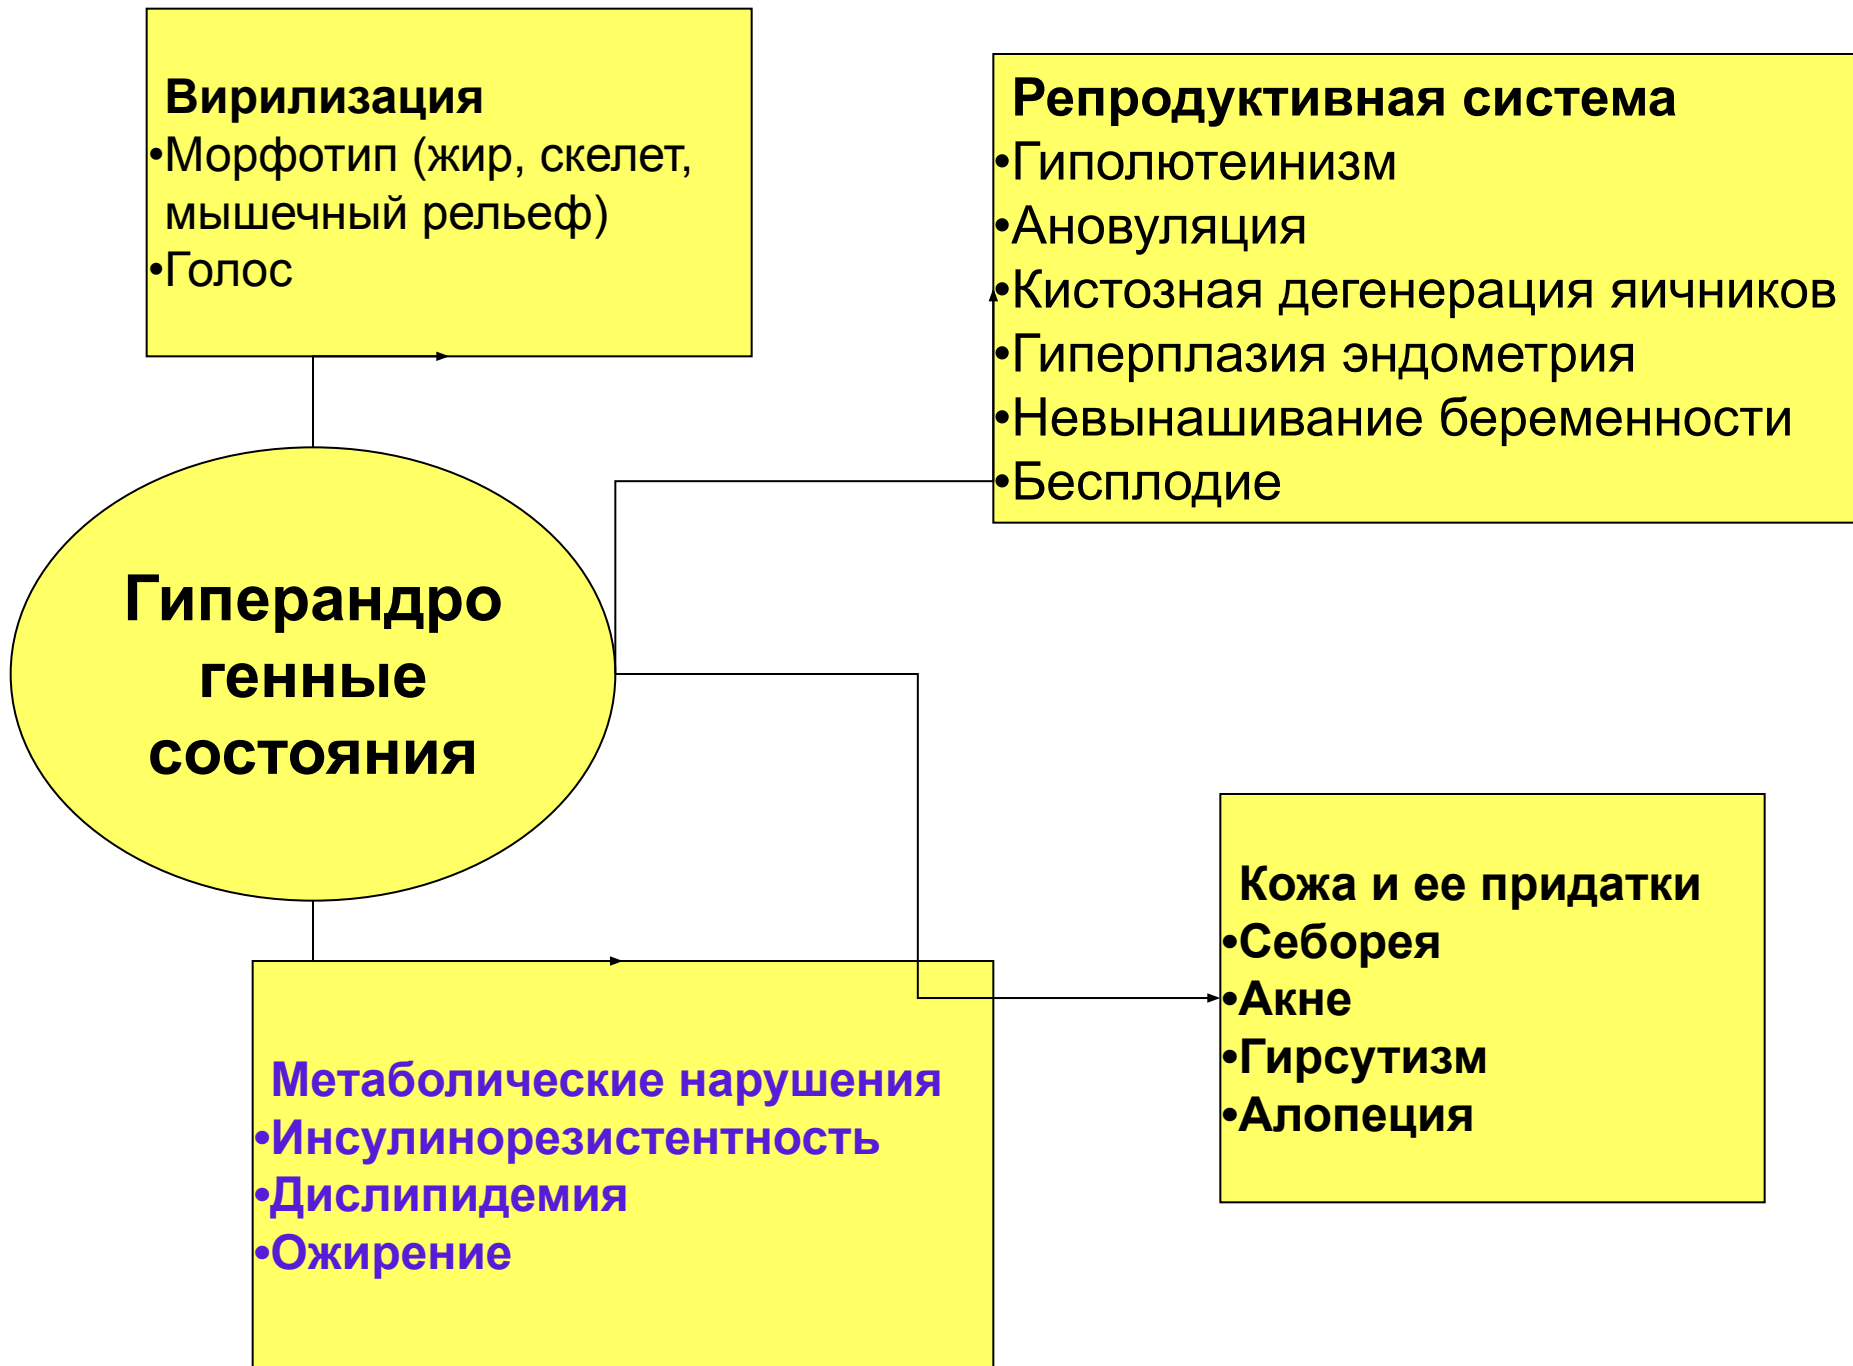 Вирилизация
•Морфотип (жир, скелет,
мышечный рельеф)
•Голос
Репродуктивная система
•Гиполютеинизм
•Ановуляция
•Кистозная дегенерация яичников
•Гиперплазия эндометрия
•Невынашивание беременности
•Бесплодие
Гиперандро
генные
состояния
Кожа и ее придатки
•Себорея
•Акне
•Гирсутизм
•Алопеция
Метаболические нарушения
•Инсулинорезистентность
•Дислипидемия
•Ожирение